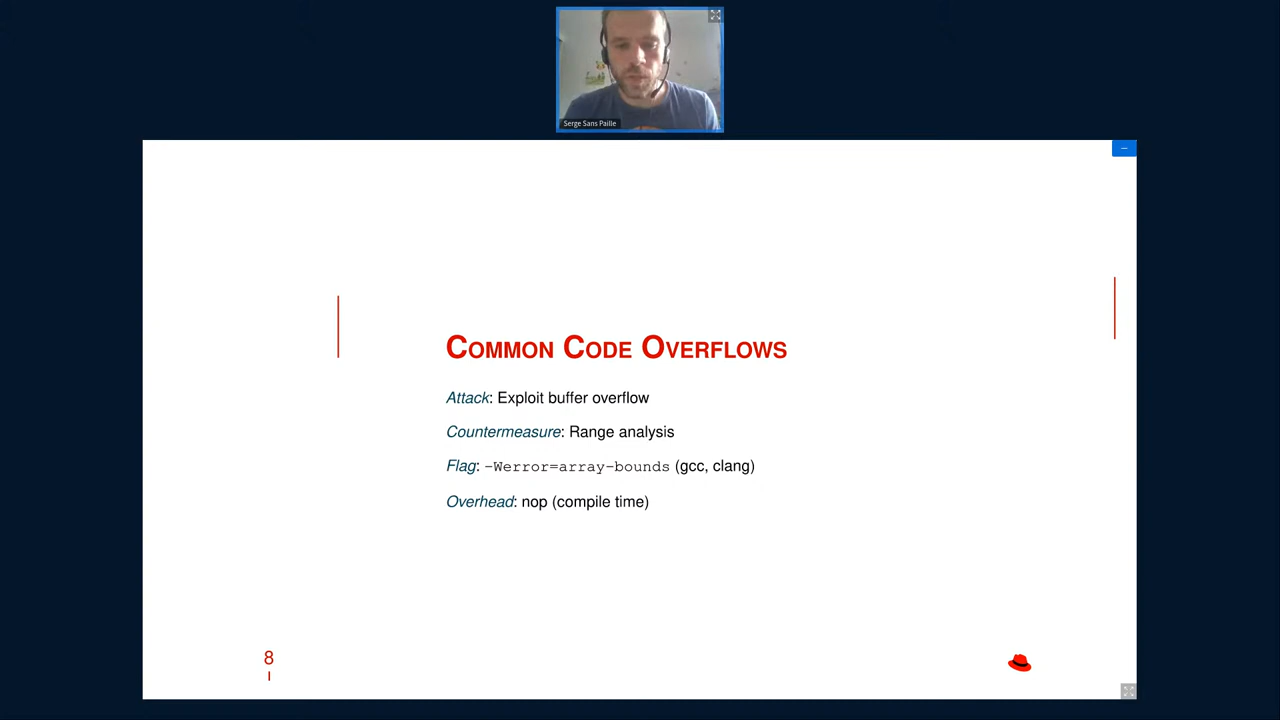 Serge Sans Paille
COMMON CODE OVERFLOWS
Attack: Exploit buffer overflow
Countermeasure: Range analysis
Flag: -Werror=array-bounds (gcc, clang)
Overhead: nop (compile time)
8